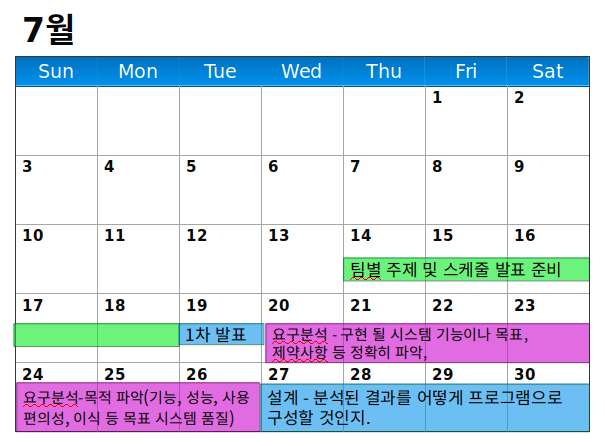 7월
Sun Mon Tue Wed Thu Fri Sat
1 2
3 4 5 6 7 8 9
10 11 12 13 14 15 16
팀별 주제 및 스케줄 발표 준비
17 18 19 20 21 22 23
1차 발표
요구분석 - 구현 될 시스템 기능이나 목표,
제약사항 등 정확히 파악,
24 25 26 27 28 29 30
요구분석-목적 파악(기능, 성능, 사용
편의성, 이식 등 목표 시스템 품질)
설계 - 분석된 결과를 어떻게 프로그램으로
구성할 것인지.